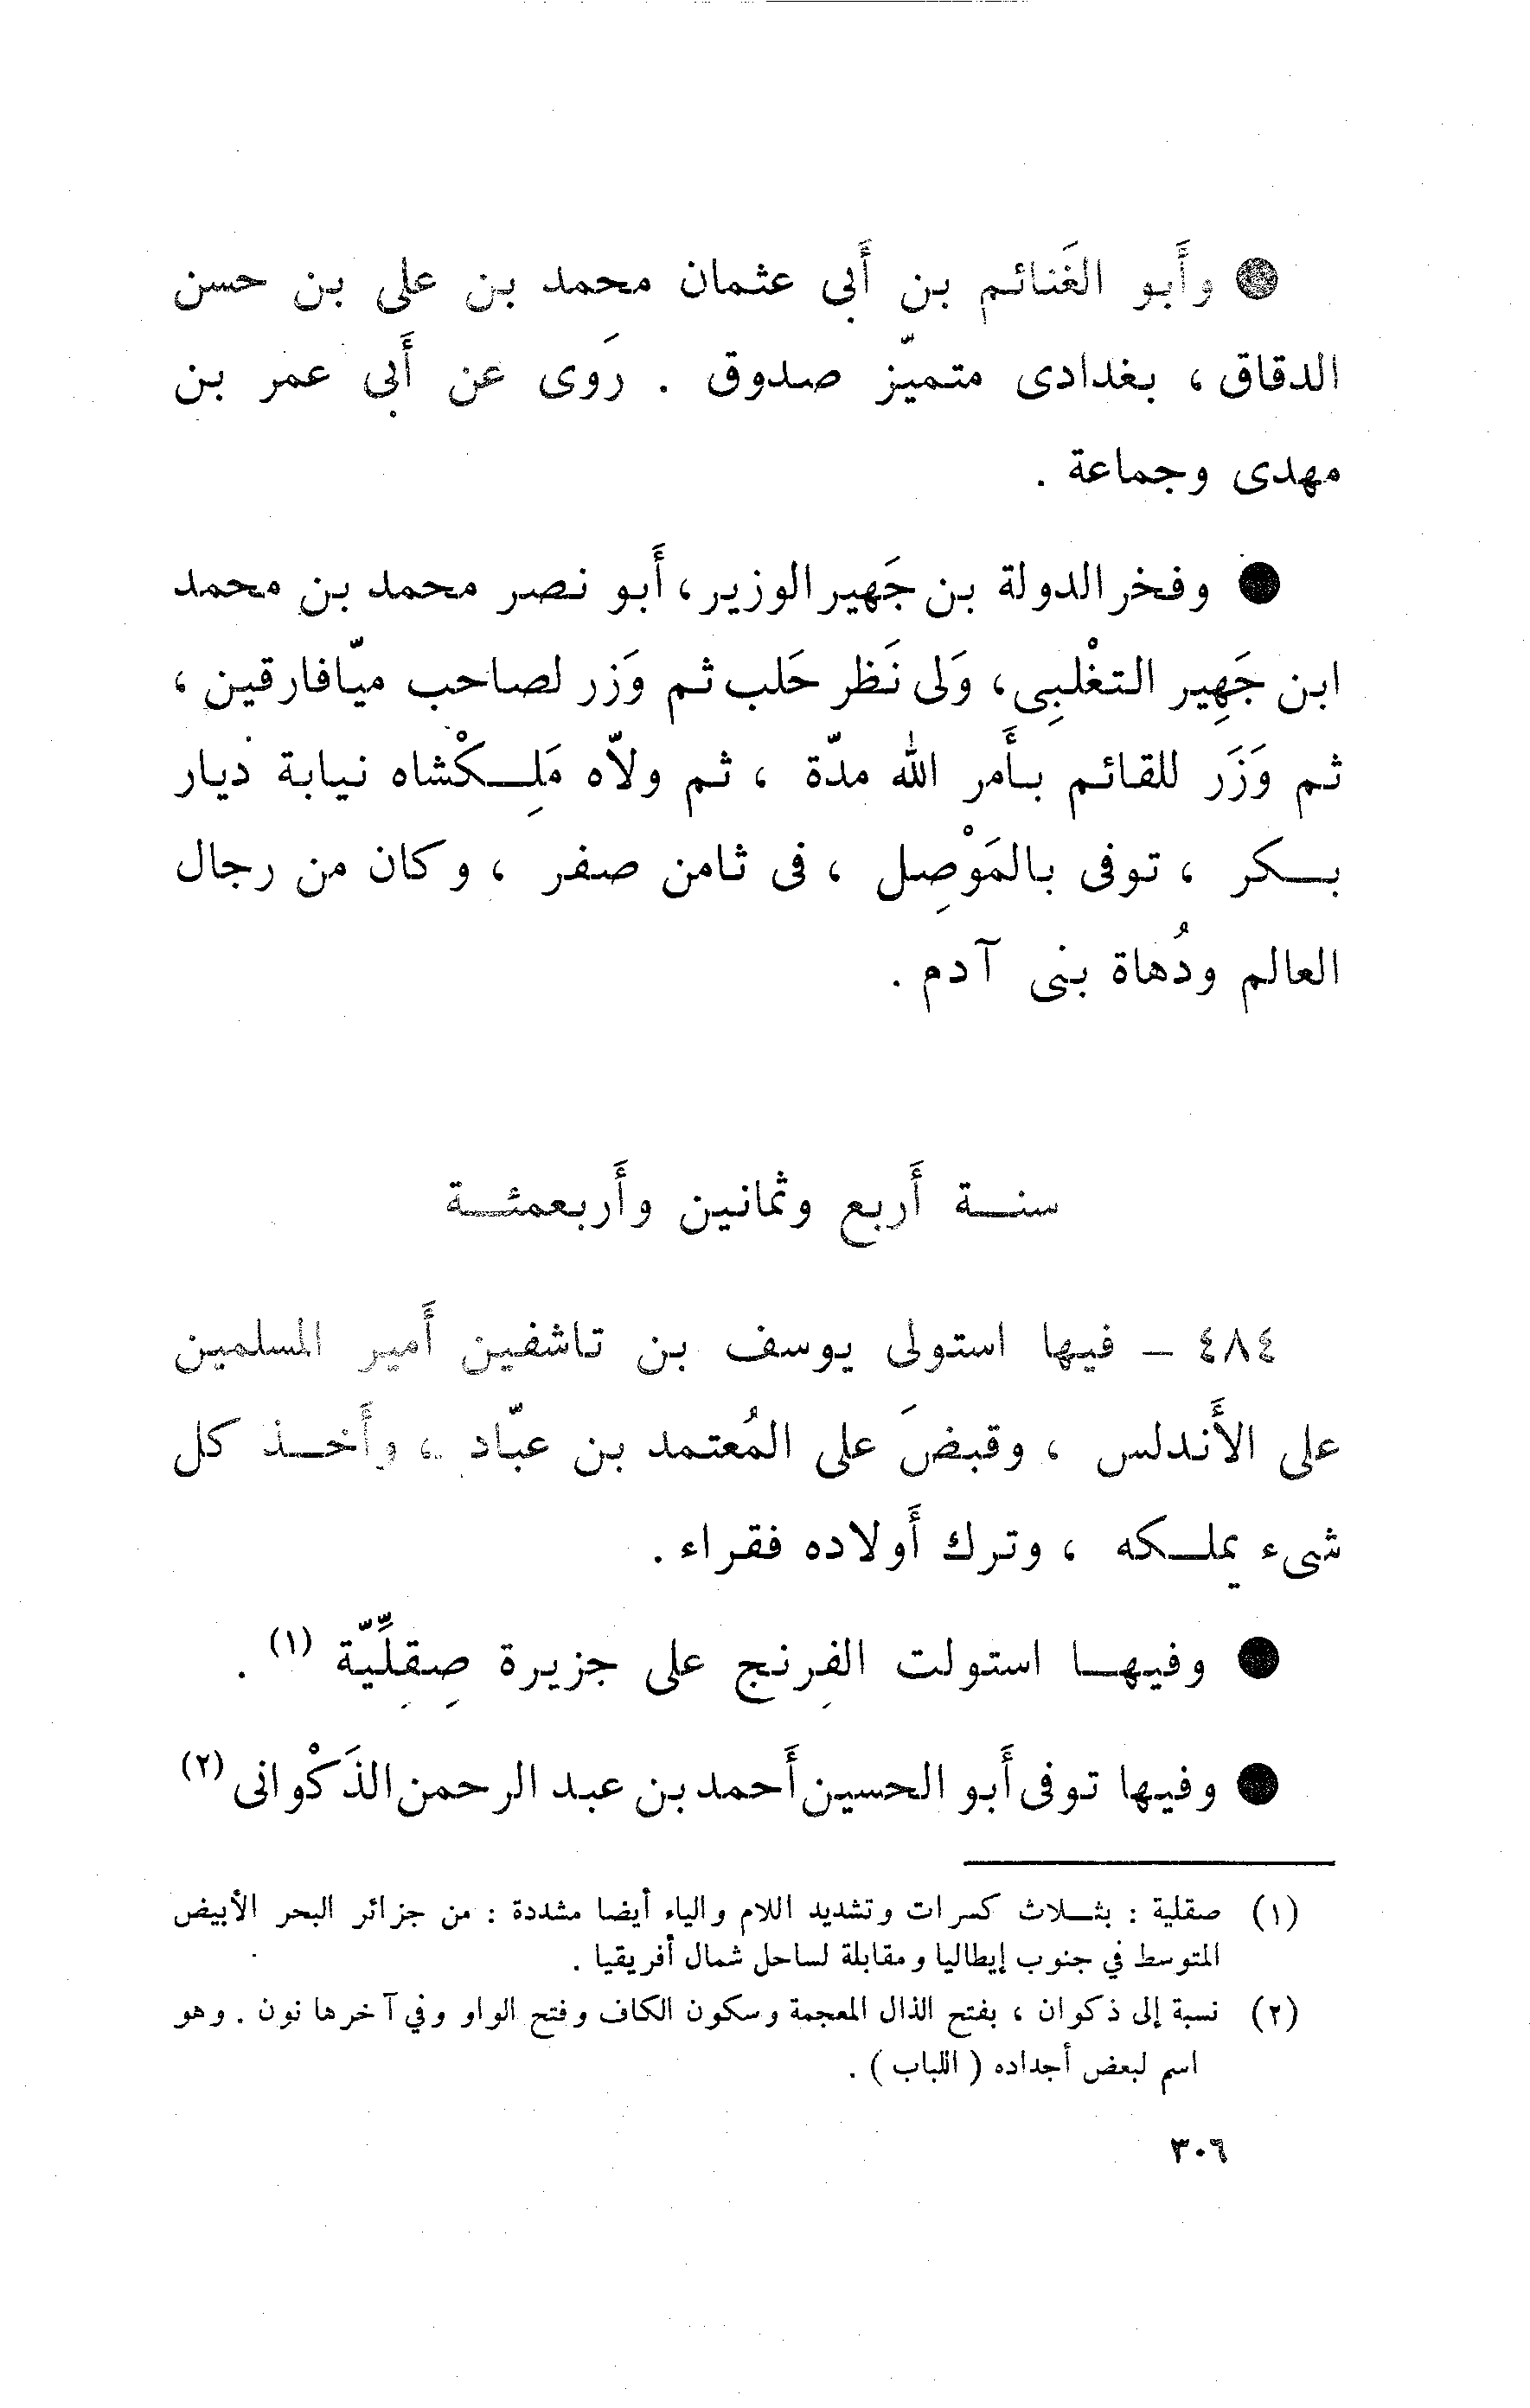 ● وأَبو الغَنائم بن أَبى عثمان محمد بن على بن حسن
الدقاق ، بغدادى متميّز صدوق . رَوى عن أَبى عمر بن
مهدى وجماعة .
● وفخر الدولة بن جَهير الوزير ، أَبو نصر محمد بن محمد
ابن جَهِير التغْلبِى ، وَلى نَظر حَلب ثم وَزر لصاحب ميّافارقين ،
ثم وَزَر للقائم بأَمر الله مدّة ، ثم ولاّه مَلِكْشاه نيابة ديار
بكر ، توفى بالمَوْصِل ، فى ثامن صفر ، وكان من رجال
العالم ودُهاة بنى آدم .
سنة أَربع وثمانين وأَربعمئة
٤٨٤ – فيها استولى يوسف بن تاشفين أَمير المسلمين
على الأَندلس ، وقبضَ على المُعتمد بن عبّاد ، وأَخذ كل
شىء يملكه ، وترك أَولاده فقراء .
● وفيها استولت الفِرنج على جزيرة صِقِلِّيّة (١) .
● وفيها توفى أَبو الحسين أَحمد بن عبد الرحمن الذَكْوانى (٢)
(١) صقلية : بثلاث كسرات وتشديد اللام والياء أيضا مشددة : من جزائر البحر الأبيض
المتوسط في جنوب إيطاليا ومقابلة لساحل شمال أفريقيا .
(٢) نسبة إلى ذكوان ، بفتح الذال المعجمة وسكون الكاف وفتح الواو وفي آخرها نون . وهو
اسم لبعض أجداده ( اللباب ) .
٣٠٦